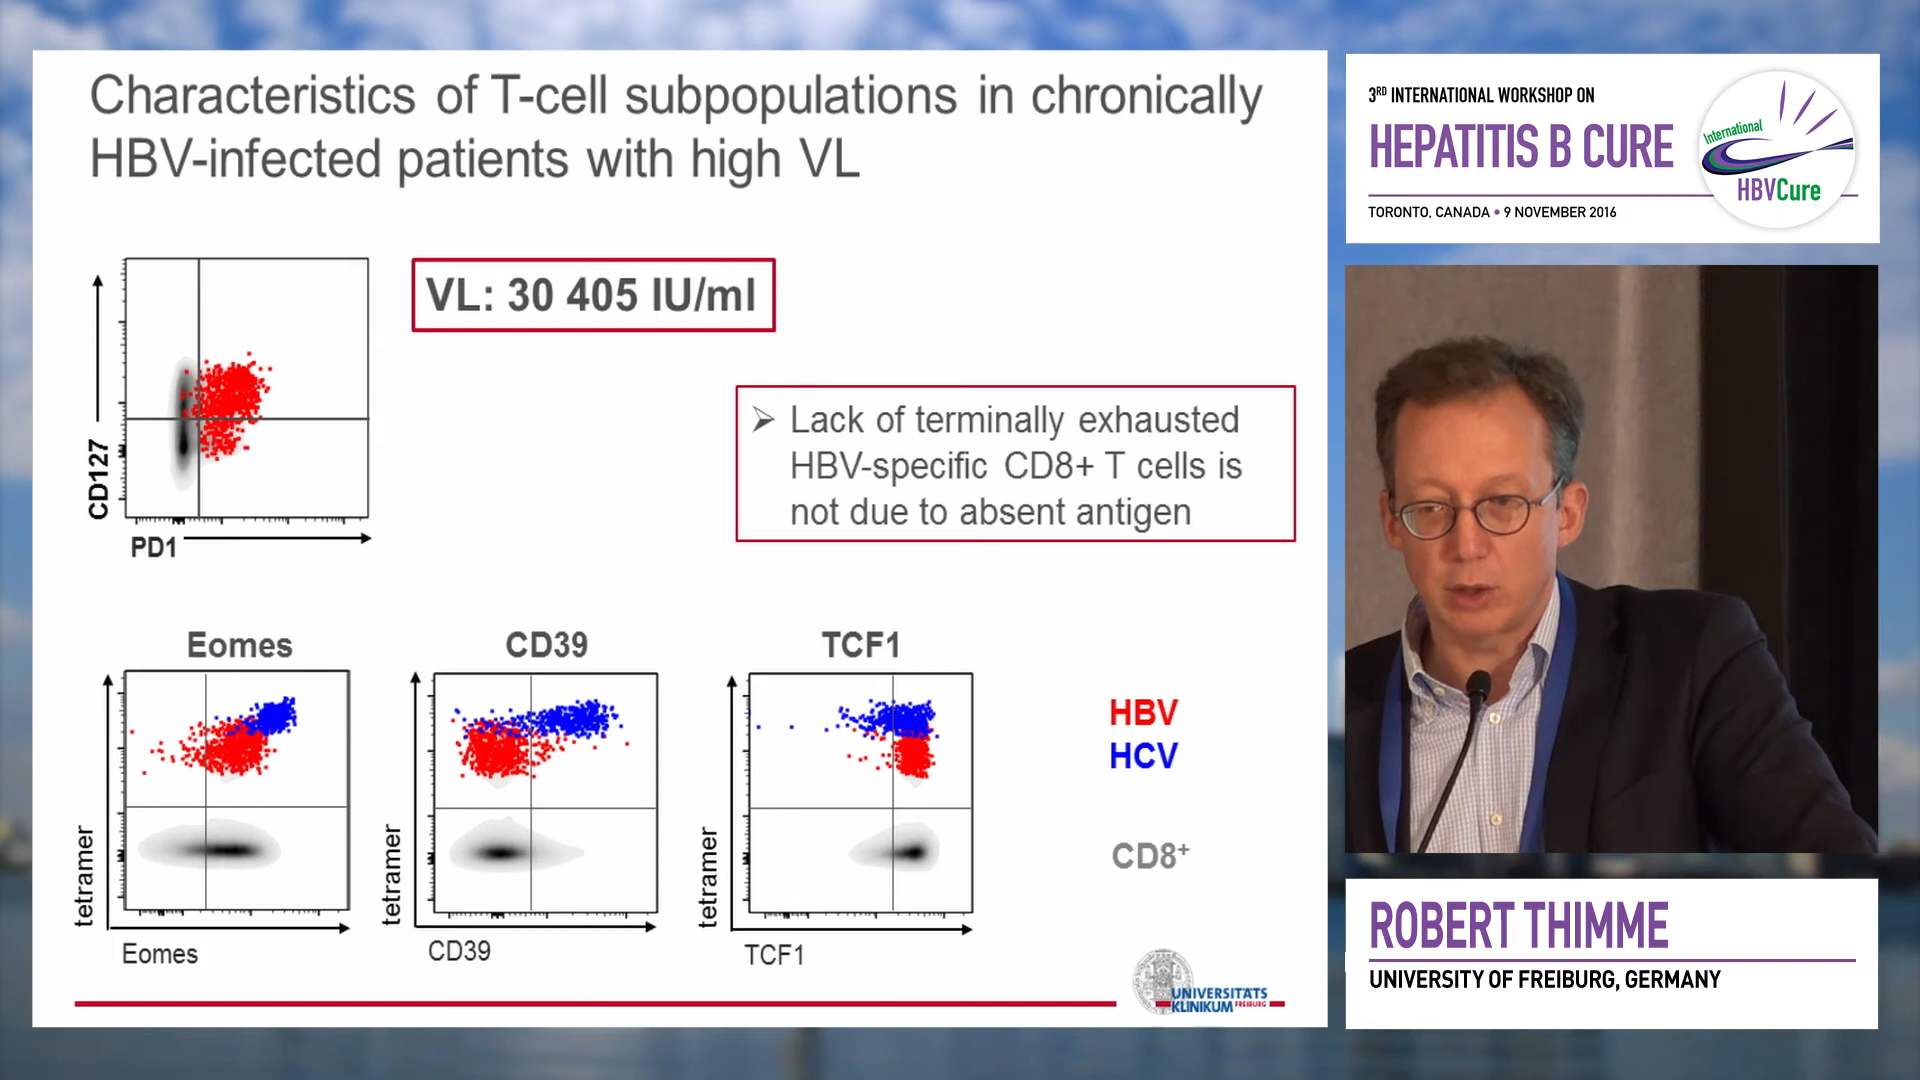 Characteristics of T-cell subpopulations in chronically
HBV-infected patients with high VL
VL: 30 405 IU/ml
CD127
PD1
➢ Lack of terminally exhausted
HBV-specific CD8+ T cells is
not due to absent antigen
Eomes
CD39
TCF1
tetramer
tetramer
tetramer
Eomes
CD39
TCF1
HBV
HCV
CD8⁺
UNIVERSITÄTS
KLINIKUM FREIBURG
3RD INTERNATIONAL WORKSHOP ON
HEPATITIS B CURE
TORONTO, CANADA • 9 NOVEMBER 2016
International
HBVCure
ROBERT THIMME
UNIVERSITY OF FREIBURG, GERMANY